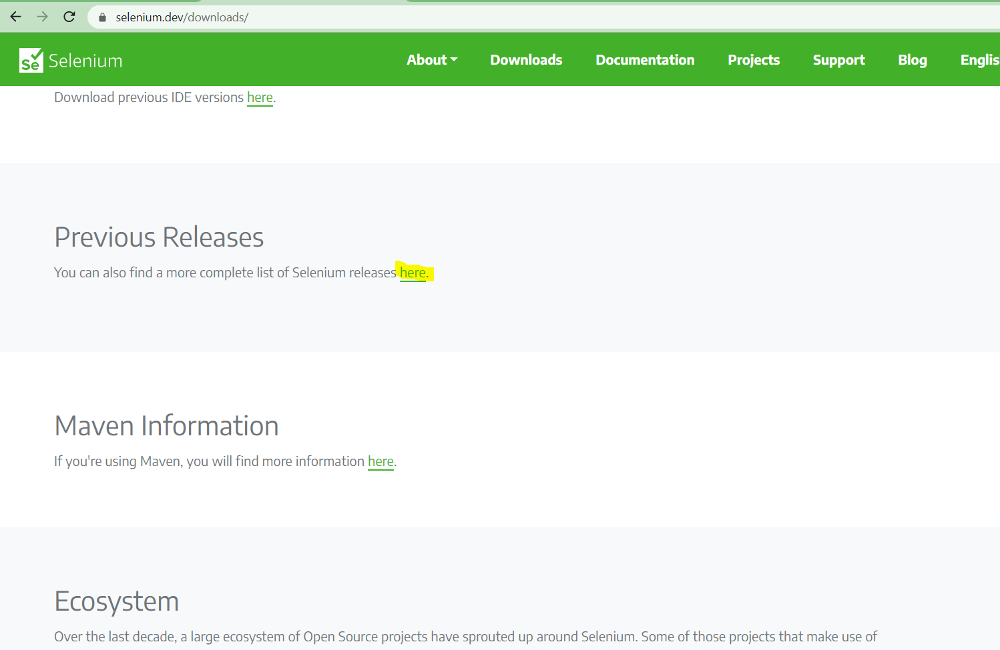 selenium.dev/downloads/
Se Selenium About Downloads Documentation Projects Support Blog Englis
Download previous IDE versions here.
Previous Releases
You can also find a more complete list of Selenium releases here.
Maven Information
If you're using Maven, you will find more information here.
Ecosystem
Over the last decade, a large ecosystem of Open Source projects have sprouted up around Selenium. Some of those projects that make use of